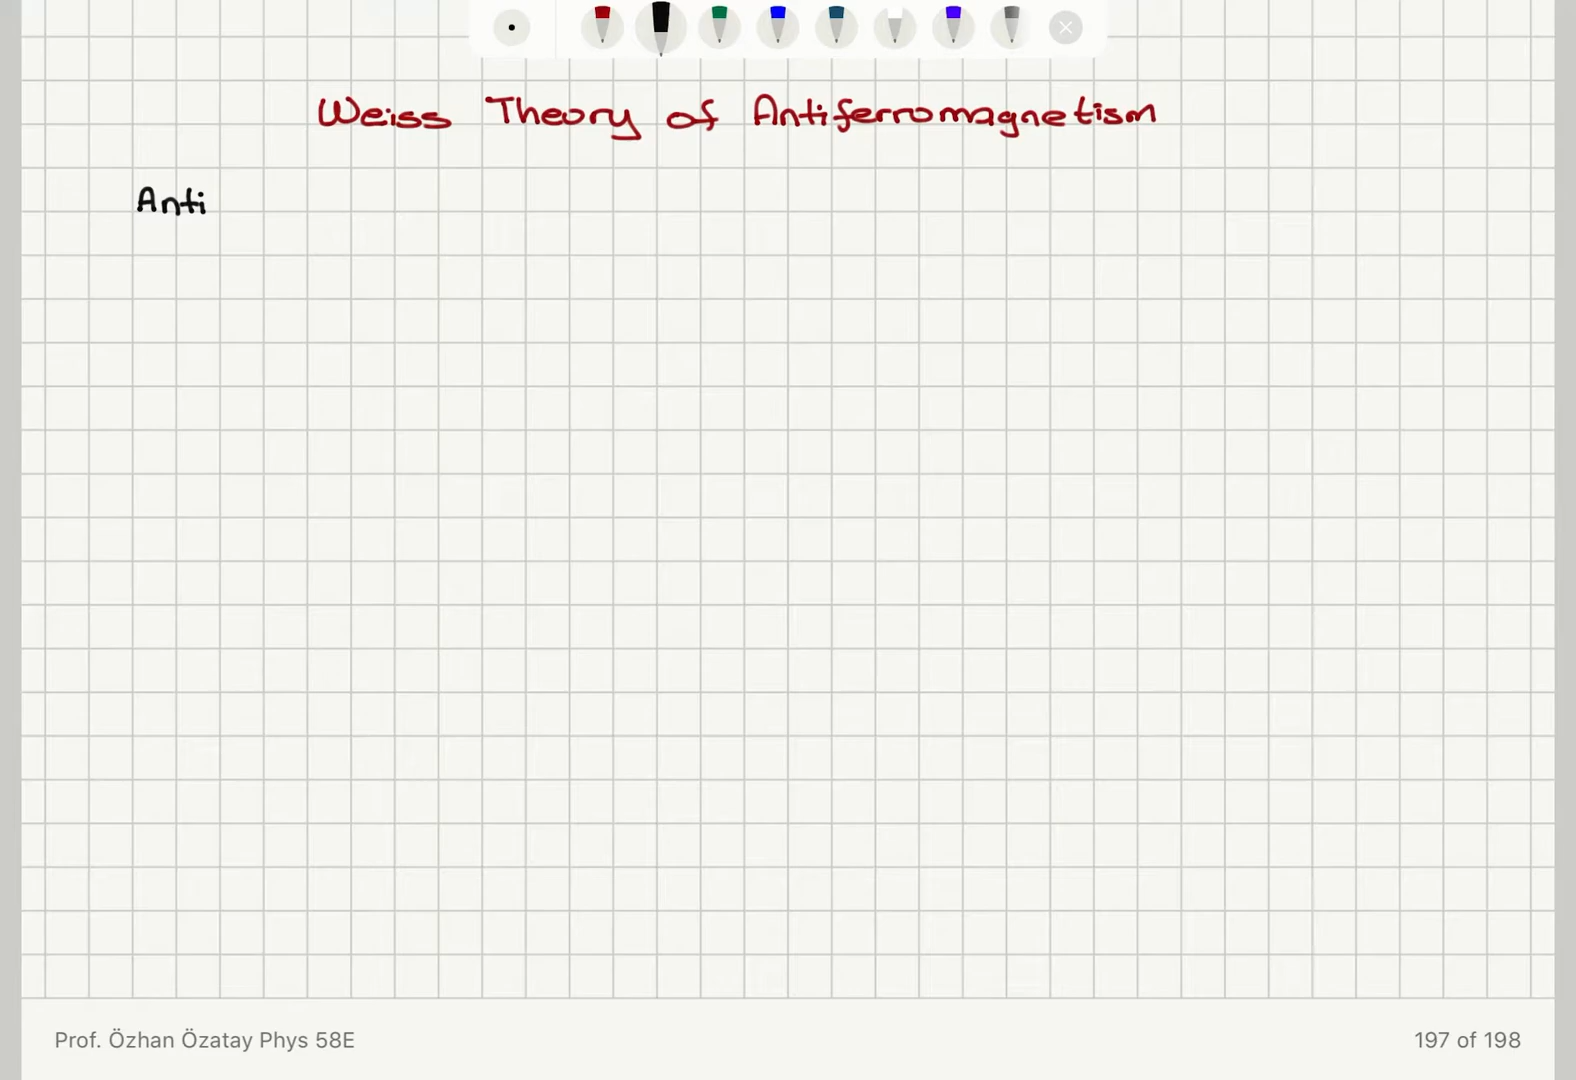 Weiss Theory of Antiferromagnetism
Anti
Prof. Özhan Özatay Phys 58E
197 of 198